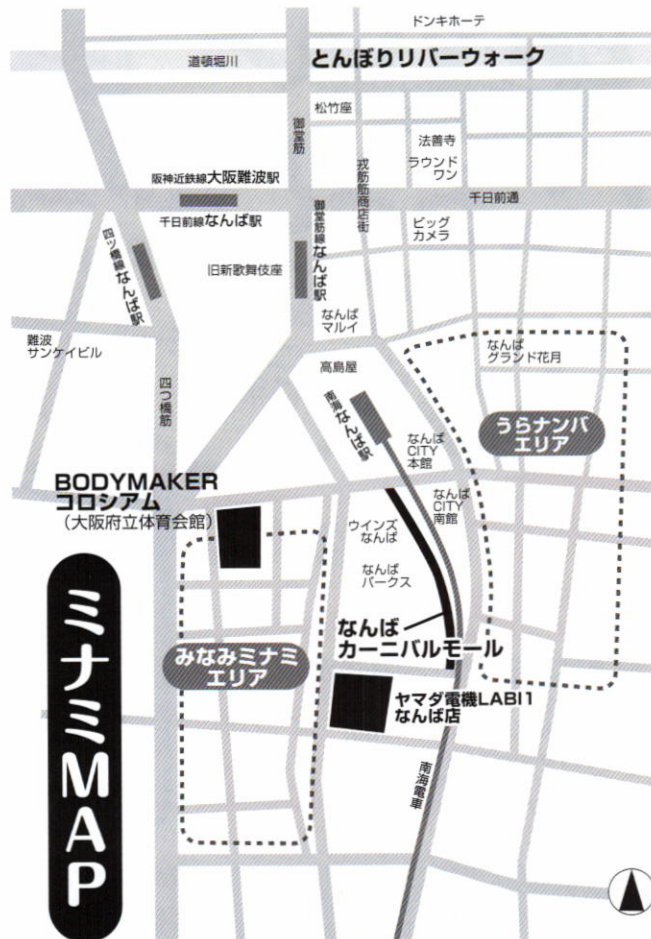 ドンキホーテ
道頓堀川
とんぼりリバーウォーク
松竹座
御堂筋
法善寺
ラウンド
ワン
戎筋筋商店街
阪神近鉄線大阪難波駅
千日前通
千日前線なんば駅
御堂筋線なんば駅
ビッグ
カメラ
四ツ橋線なんば駅
旧新歌舞伎座
なんば
マルイ
難波
サンケイビル
なんば
グランド花月
高島屋
四つ橋筋
南海なんば駅
うらナンバ
エリア
なんば
CITY
本館
BODYMAKER
コロシアム
（大阪府立体育会館）
なんば
CITY
南館
ウインズ
なんば
なんば
パークス
なんば
カーニバルモール
みなみミナミ
エリア
ヤマダ電機LABI1
なんば店
南海電車
ミナミMAP